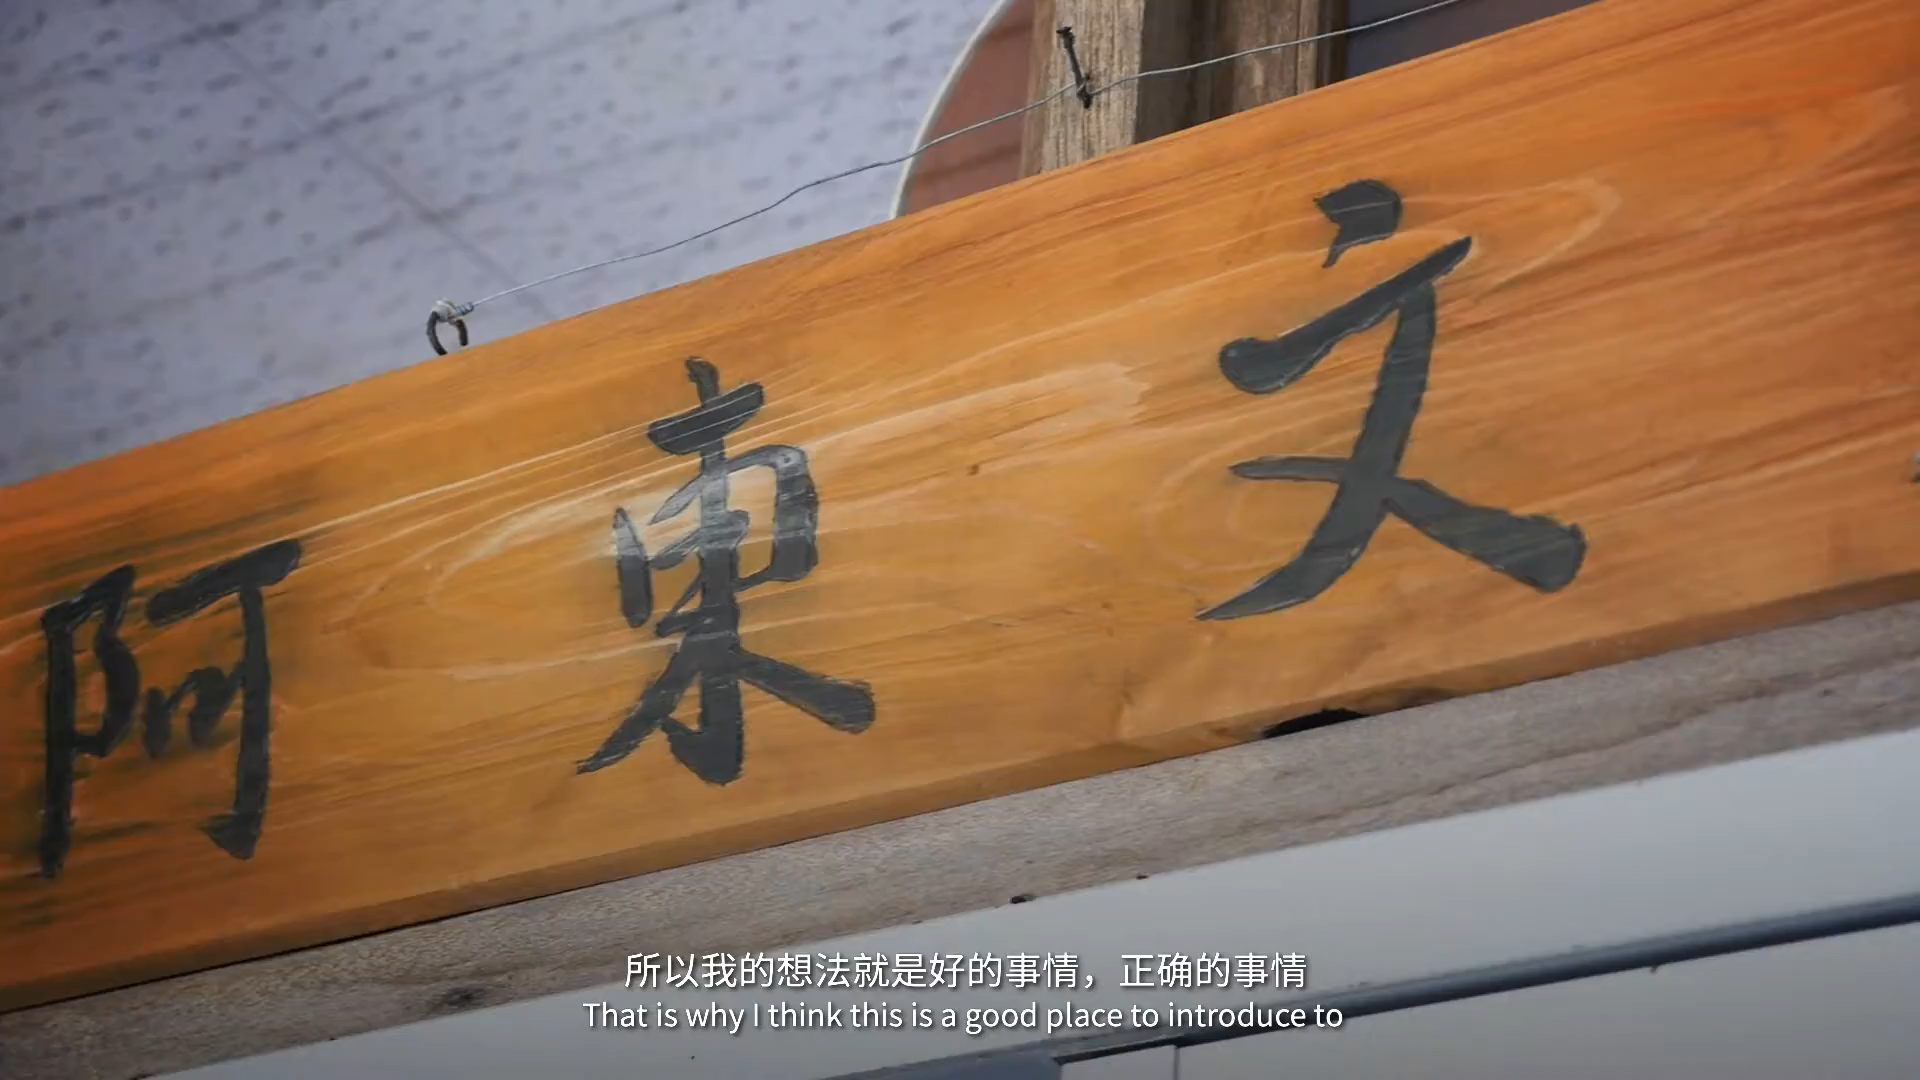 阿東文
所以我的想法就是好的事情，正确的事情
That is why I think this is a good place to introduce to